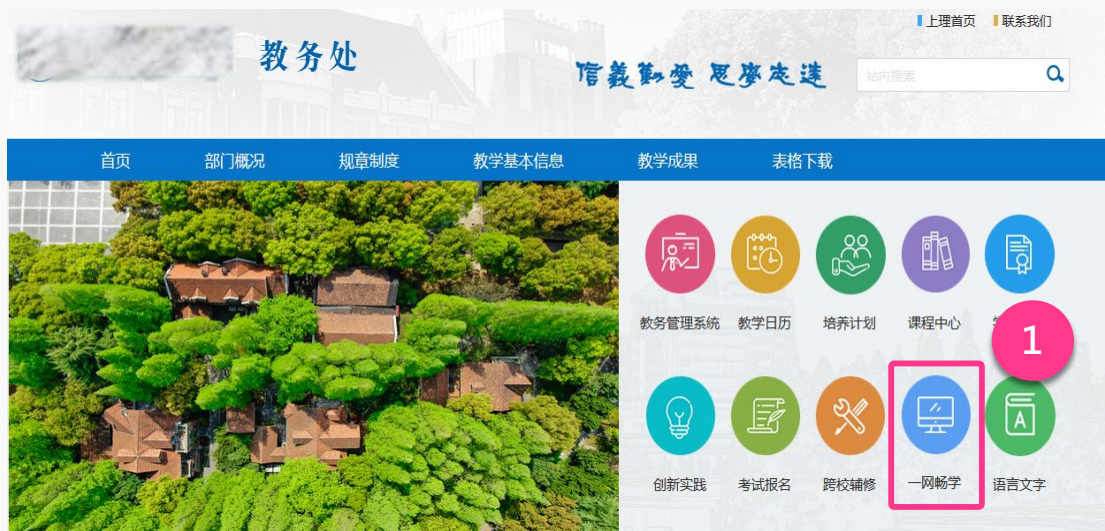 上理首页 联系我们
教务处
信義勤愛 思學志遠
站内搜索
首页 部门概况 规章制度 教学基本信息 教学成果 表格下载
教务管理系统 教学日历 培养计划 课程中心
1
创新实践 考试报名 跨校辅修 一网畅学 语言文字
A